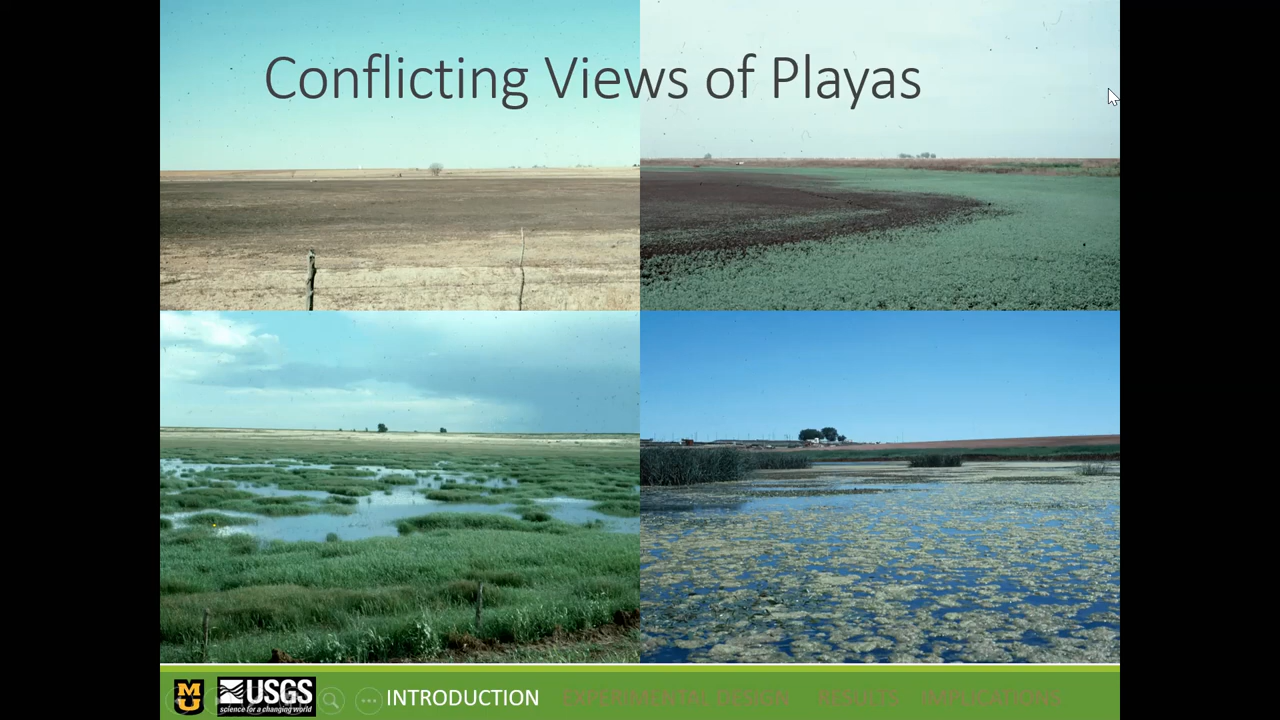 Conflicting Views of Playas
MU
USGS
science for a changing world
INTRODUCTION
EXPERIMENTAL DESIGN
RESULTS
IMPLICATIONS